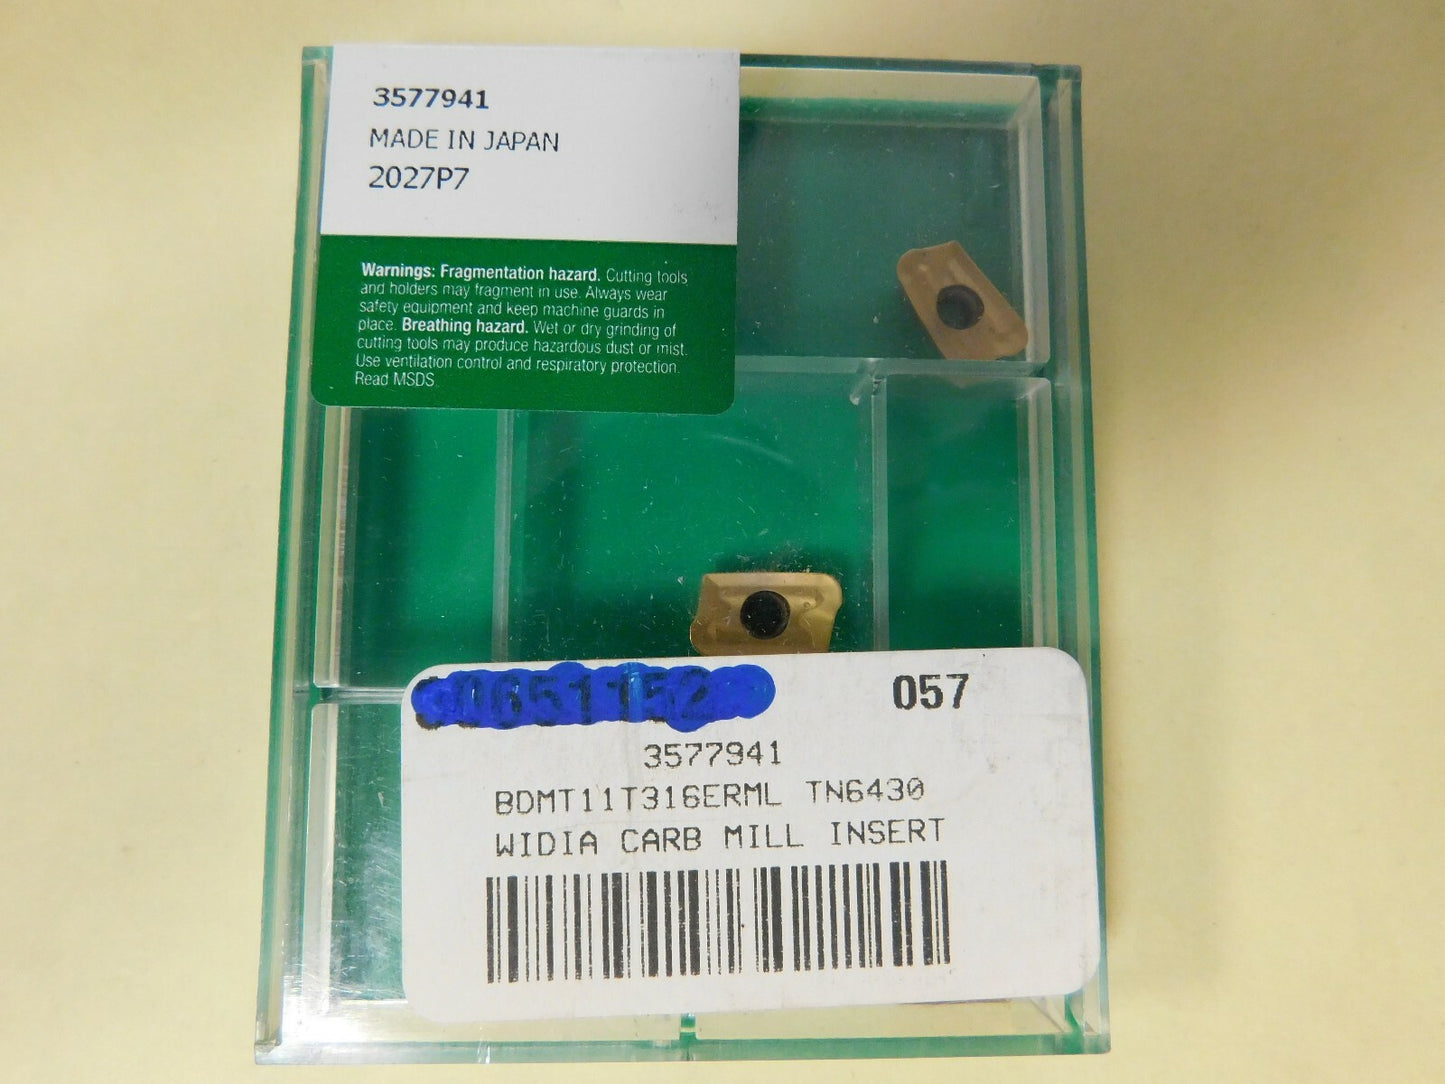 3577941
MADE IN JAPAN
2027P7
Warnings: Fragmentation hazard. Cutting tools
and holders may fragment in use. Always wear
safety equipment and keep machine guards in
place. Breathing hazard. Wet or dry grinding of
cutting tools may produce hazardous dust or mist.
Use ventilation control and respiratory protection.
Read MSDS.
057
3577941
BDMT11T316ERML TN6430
WIDIA CARB MILL INSERT